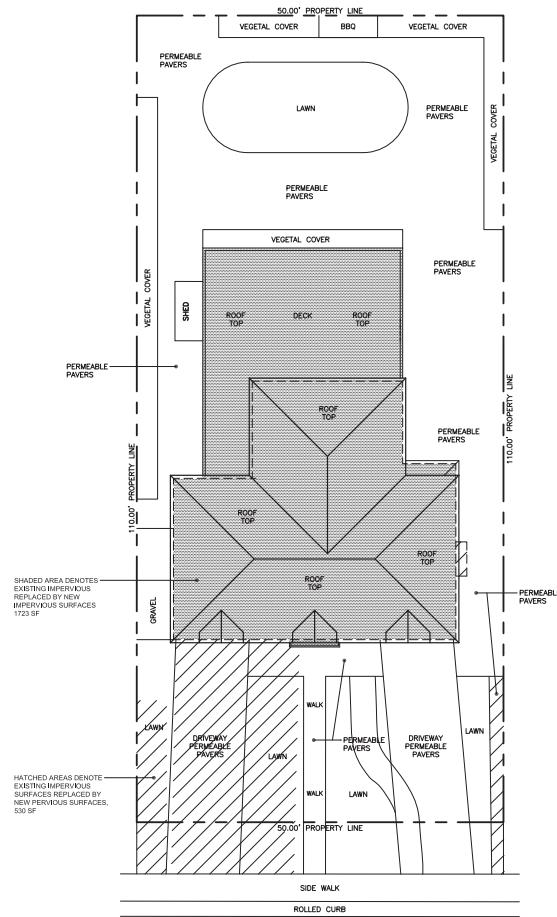 50.00' PROPERTY LINE
VEGETAL COVER
BBQ
VEGETAL COVER
PERMEABLE
PAVERS
LAWN
PERMEABLE
PAVERS
VEGETAL COVER
PERMEABLE
PAVERS
VEGETAL COVER
PERMEABLE
PAVERS
VEGETAL COVER
SHED
ROOF
TOP
DECK
ROOF
TOP
PERMEABLE
PAVERS
110.00' PROPERTY LINE
ROOF
TOP
PERMEABLE
PAVERS
110.00' PROPERTY LINE
ROOF
TOP
ROOF
TOP
ROOF
TOP
SHADED AREA DENOTES
EXISTING IMPERVIOUS
REPLACED BY NEW
IMPERVIOUS SURFACES
1723 SF
GRAVEL
PERMEABL
PAVERS
LAWN
WALK
LAWN
DRIVEWAY
PERMEABLE
PAVERS
PERMEABLE
PAVERS
DRIVEWAY
PERMEABLE
PAVERS
LAWN
HATCHED AREAS DENOTE
EXISTING IMPERVIOUS
SURFACES REPLACED BY
NEW PERVIOUS SURFACES,
530 SF
WALK
LAWN
50.00' PROPERTY LINE
SIDE WALK
ROLLED CURB